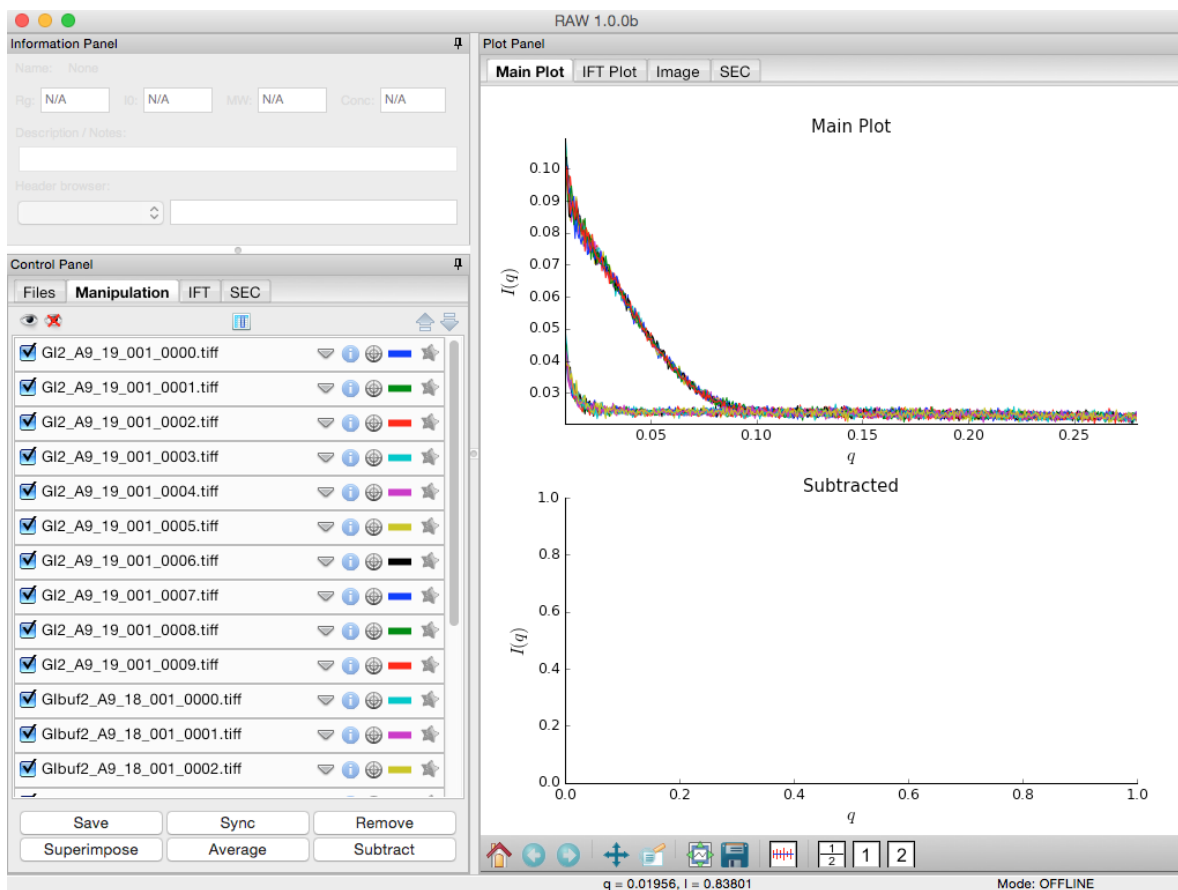 RAW 1.0.0b
Information Panel
Name: None
Rg: N/A ID: N/A MW: N/A Conc: N/A
Description / Notes:
Header browser:
Control Panel
Files Manipulation IFT SEC
GI2_A9_19_001_0000.tiff
GI2_A9_19_001_0001.tiff
GI2_A9_19_001_0002.tiff
GI2_A9_19_001_0003.tiff
GI2_A9_19_001_0004.tiff
GI2_A9_19_001_0005.tiff
GI2_A9_19_001_0006.tiff
GI2_A9_19_001_0007.tiff
GI2_A9_19_001_0008.tiff
GI2_A9_19_001_0009.tiff
GIbuf2_A9_18_001_0000.tiff
GIbuf2_A9_18_001_0001.tiff
GIbuf2_A9_18_001_0002.tiff
Save Sync Remove
Superimpose Average Subtract
Plot Panel
Main Plot IFT Plot Image SEC
Main Plot
I(q)
0.10
0.09
0.08
0.07
0.06
0.05
0.04
0.03
0.05 0.10 0.15 0.20 0.25
q
Subtracted
I(q)
1.0
0.8
0.6
0.4
0.2
0.0
0.0 0.2 0.4 0.6 0.8 1.0
q
1 2 1 2
q = 0.01956, I = 0.83801 Mode: OFFLINE